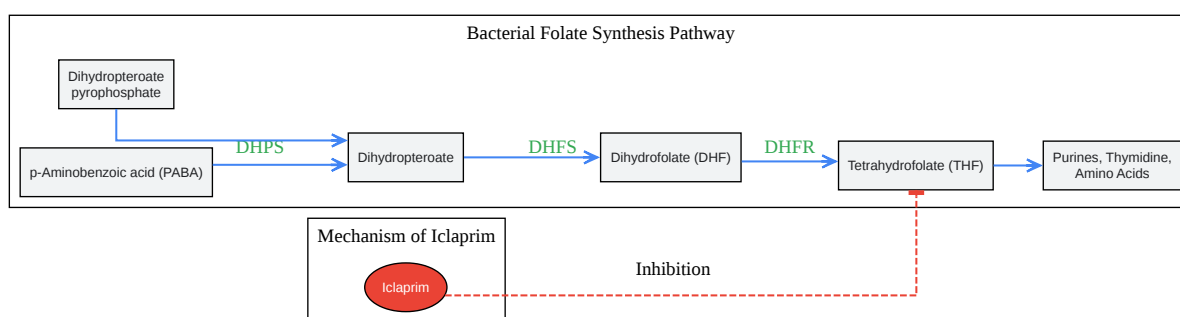 Bacterial Folate Synthesis Pathway
Dihydropteroate
pyrophosphate
DHPS
DHFS
DHFR
p-Aminobenzoic acid (PABA)
Dihydropteroate
Dihydrofolate (DHF)
Tetrahydrofolate (THF)
Purines, Thymidine,
Amino Acids
Mechanism of Iclaprim
Inhibition
Iclaprim